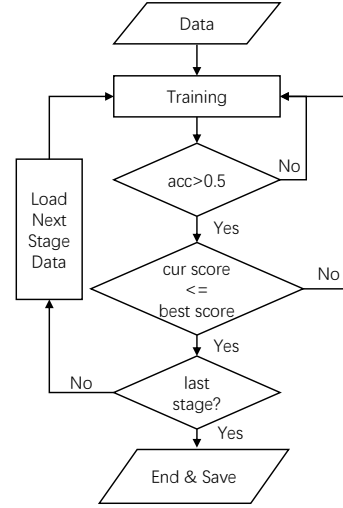 Data
Training
No
acc>0.5
Yes
Load
Next
Stage
Data
cur score
<=
best score
No
Yes
No
last
stage?
Yes
End & Save